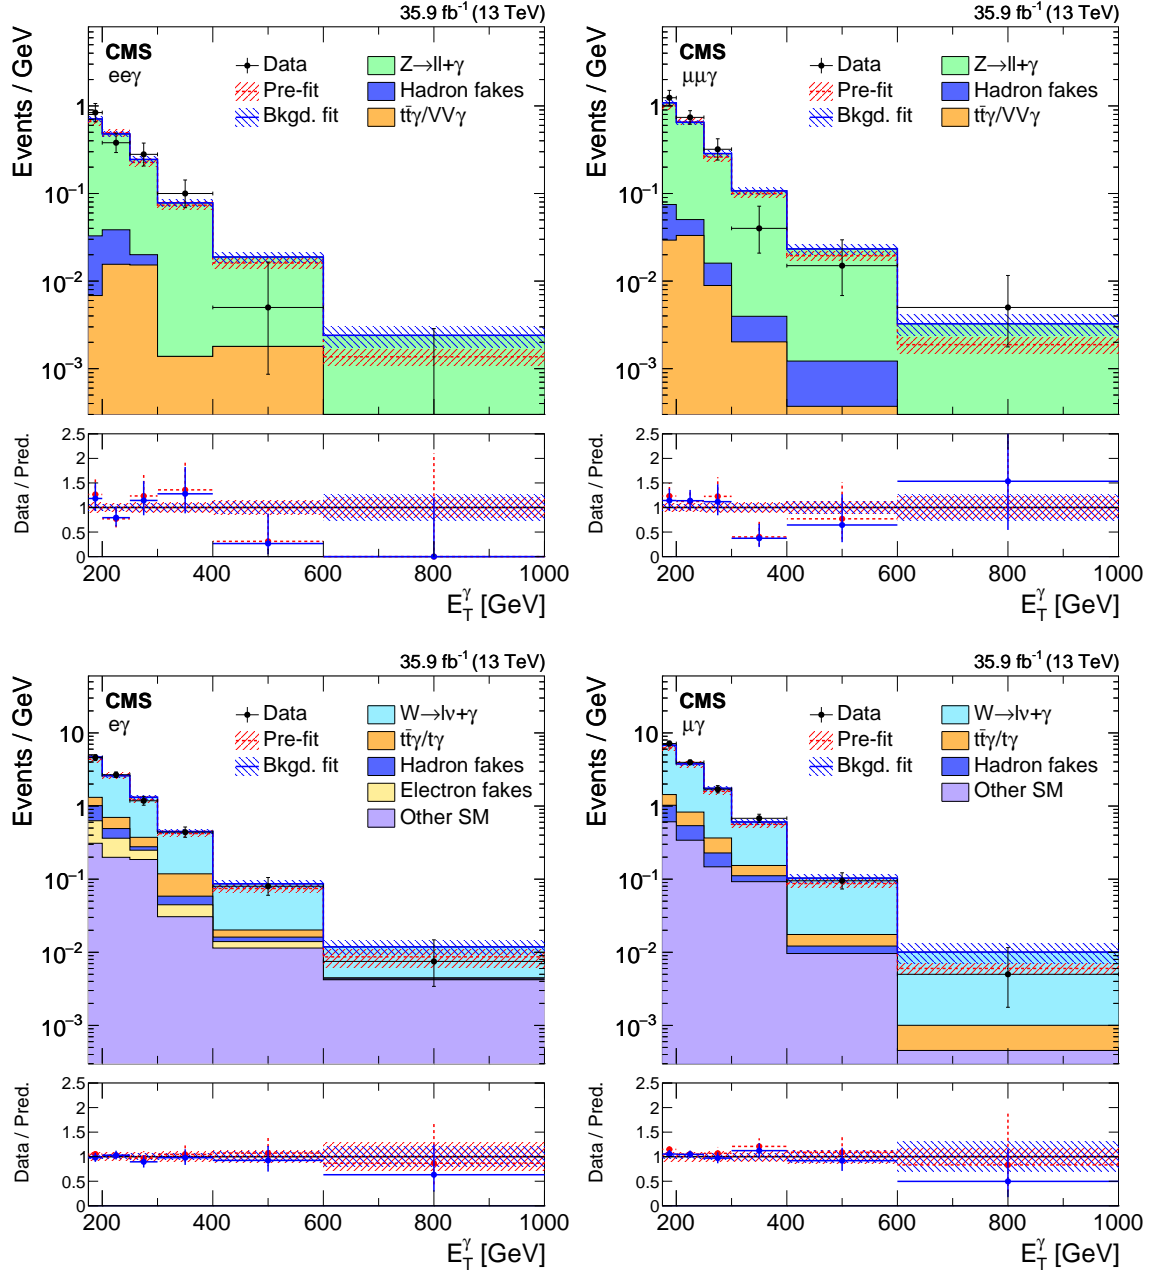 35.9 fb⁻¹ (13 TeV)
CMS
eeγ
Data
Pre-fit
Bkgd. fit
Z→ll+γ
Hadron fakes
tt̄γ/VVγ
Events / GeV
1
10⁻¹
10⁻²
10⁻³
Data / Pred.
2.5
2
1.5
1
0.5
0
200 400 600 800 1000
E_T^γ [GeV]
35.9 fb⁻¹ (13 TeV)
CMS
μμγ
Data
Pre-fit
Bkgd. fit
Z→ll+γ
Hadron fakes
tt̄γ/VVγ
Events / GeV
1
10⁻¹
10⁻²
10⁻³
Data / Pred.
2.5
2
1.5
1
0.5
0
200 400 600 800 1000
E_T^γ [GeV]
35.9 fb⁻¹ (13 TeV)
CMS
eγ
Data
Pre-fit
Bkgd. fit
W→lν+γ
tt̄γ/tγ
Hadron fakes
Electron fakes
Other SM
Events / GeV
10
1
10⁻¹
10⁻²
10⁻³
Data / Pred.
2.5
2
1.5
1
0.5
0
200 400 600 800 1000
E_T^γ [GeV]
35.9 fb⁻¹ (13 TeV)
CMS
μγ
Data
Pre-fit
Bkgd. fit
W→lν+γ
tt̄γ/tγ
Hadron fakes
Other SM
Events / GeV
10
1
10⁻¹
10⁻²
10⁻³
Data / Pred.
2.5
2
1.5
1
0.5
0
200 400 600 800 1000
E_T^γ [GeV]